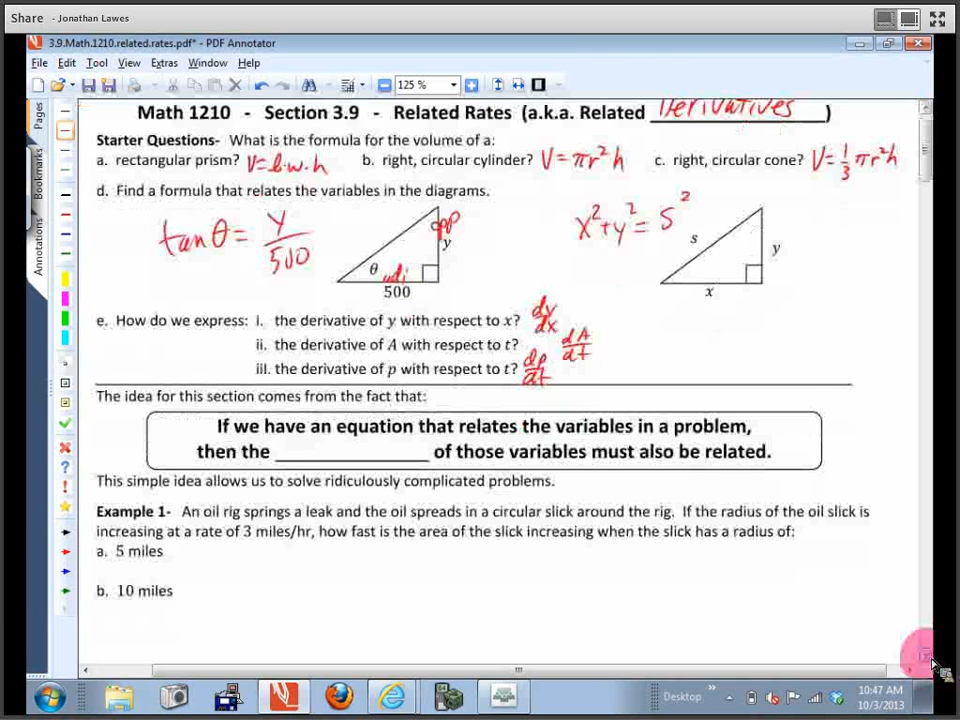 Share - Jonathan Lawes
3.9.Math.1210.related.rates.pdf* - PDF Annotator
File Edit Tool View Extras Window Help
125 %
Pages
Bookmarks
Annotations
Math 1210 - Section 3.9 - Related Rates (a.k.a. Related Derivatives)
Starter Questions- What is the formula for the volume of a:
a. rectangular prism? V=l·w·h b. right, circular cylinder? V=πr²h c. right, circular cone? V=1/3 πr²h
d. Find a formula that relates the variables in the diagrams.
tanθ = y/500
opp
y
θ adj
500
x²+y²=s²
s
y
x
e. How do we express: i. the derivative of y with respect to x? dy/dx
ii. the derivative of A with respect to t? dA/dt
iii. the derivative of p with respect to t? dp/dt
The idea for this section comes from the fact that:
If we have an equation that relates the variables in a problem,
then the ________________ of those variables must also be related.
This simple idea allows us to solve ridiculously complicated problems.
Example 1- An oil rig springs a leak and the oil spreads in a circular slick around the rig. If the radius of the oil slick is
increasing at a rate of 3 miles/hr, how fast is the area of the slick increasing when the slick has a radius of:
a. 5 miles
b. 10 miles
Desktop
10:47 AM
10/3/2013